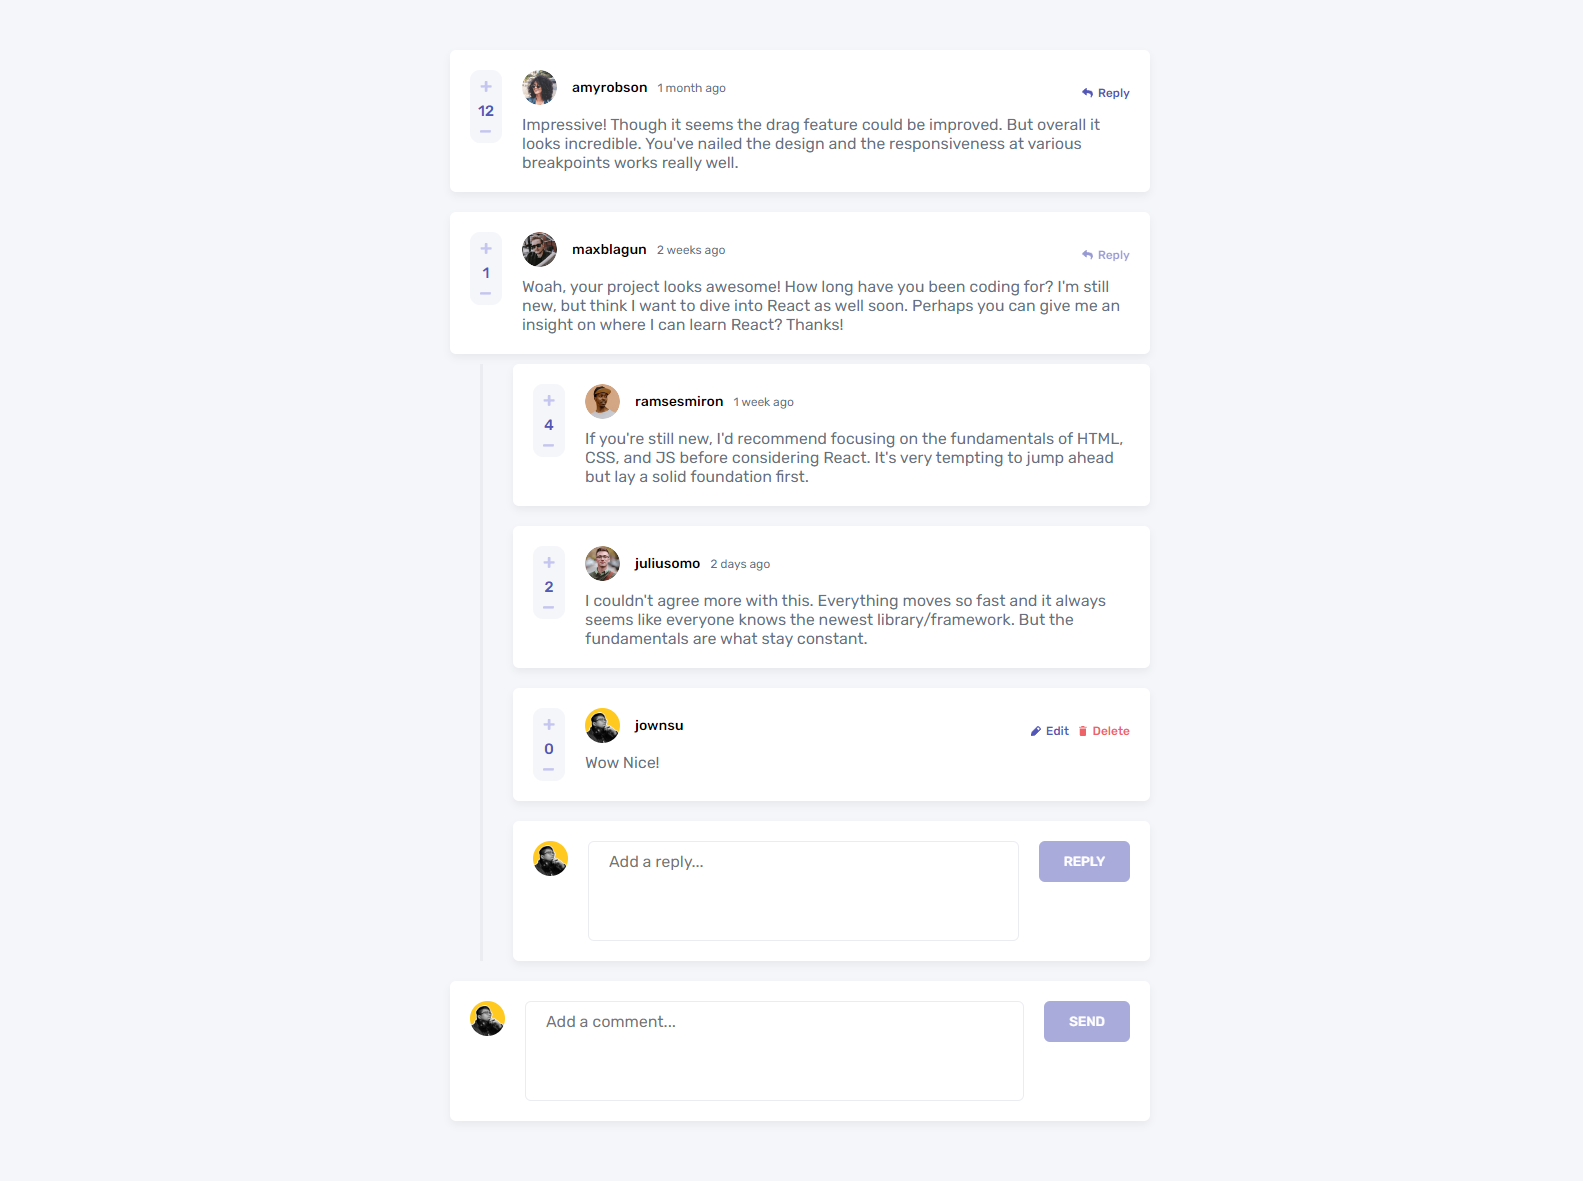 +
12
−
amyrobson 1 month ago
Reply
Impressive! Though it seems the drag feature could be improved. But overall it
looks incredible. You've nailed the design and the responsiveness at various
breakpoints works really well.
+
1
−
maxblagun 2 weeks ago
Reply
Woah, your project looks awesome! How long have you been coding for? I'm still
new, but think I want to dive into React as well soon. Perhaps you can give me an
insight on where I can learn React? Thanks!
+
4
−
ramsesmiron 1 week ago
If you're still new, I'd recommend focusing on the fundamentals of HTML,
CSS, and JS before considering React. It's very tempting to jump ahead
but lay a solid foundation first.
+
2
−
juliusomo 2 days ago
I couldn't agree more with this. Everything moves so fast and it always
seems like everyone knows the newest library/framework. But the
fundamentals are what stay constant.
+
0
−
jownsu
Edit Delete
Wow Nice!
Add a reply...
REPLY
Add a comment...
SEND